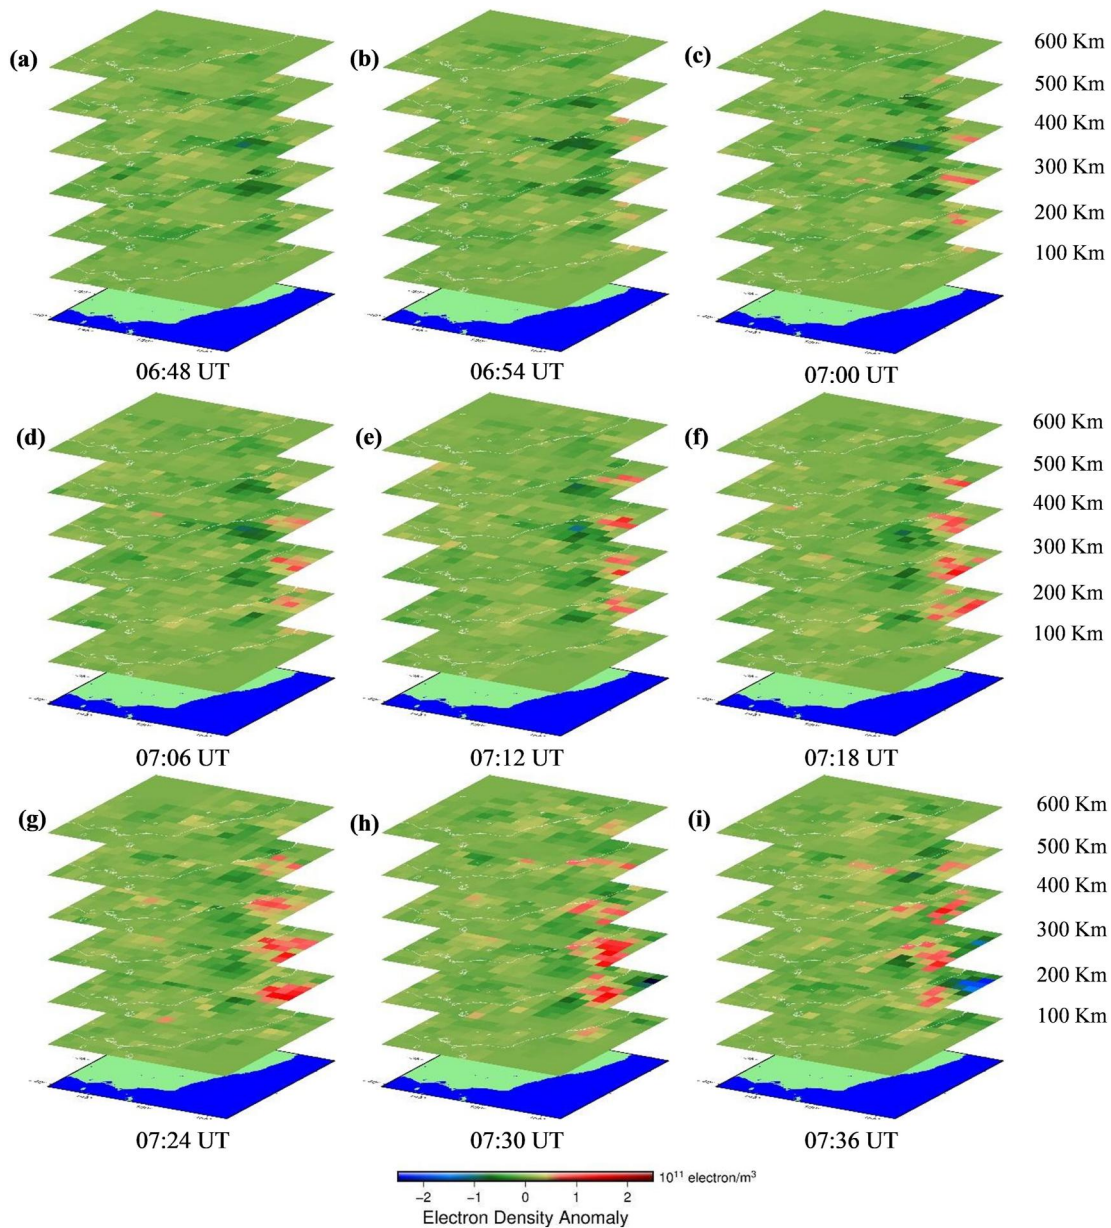 (a)
(b)
(c)
600 Km
500 Km
400 Km
300 Km
200 Km
100 Km
06:48 UT
06:54 UT
07:00 UT
(d)
(e)
(f)
600 Km
500 Km
400 Km
300 Km
200 Km
100 Km
07:06 UT
07:12 UT
07:18 UT
(g)
(h)
(i)
600 Km
500 Km
400 Km
300 Km
200 Km
100 Km
07:24 UT
07:30 UT
07:36 UT
10¹¹ electron/m³
−2 −1 0 1 2
Electron Density Anomaly